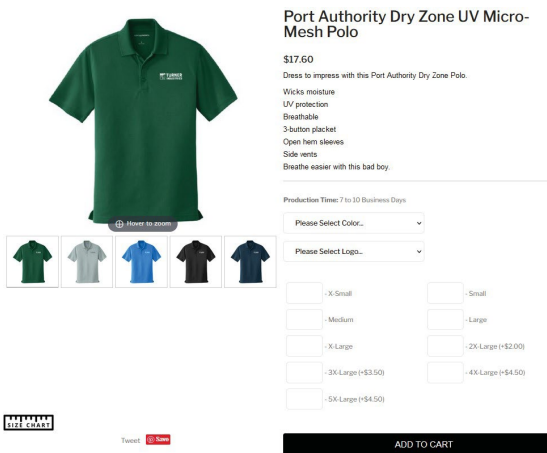 Port Authority Dry Zone UV Micro-
Mesh Polo
$17.60
Dress to impress with this Port Authority Dry Zone Polo.
Wicks moisture
UV protection
Breathable
3-button placket
Open hem sleeves
Side vents
Breathe easier with this bad boy.
Production Time: 7 to 10 Business Days
Please Select Color...
Please Select Logo...
- X-Small
- Small
- Medium
- Large
- X-Large
- 2X-Large (+$2.00)
- 3X-Large (+$3.50)
- 4X-Large (+$4.50)
- 5X-Large (+$4.50)
ADD TO CART
TURNER
Hover to zoom
SIZE CHART
Tweet
Save